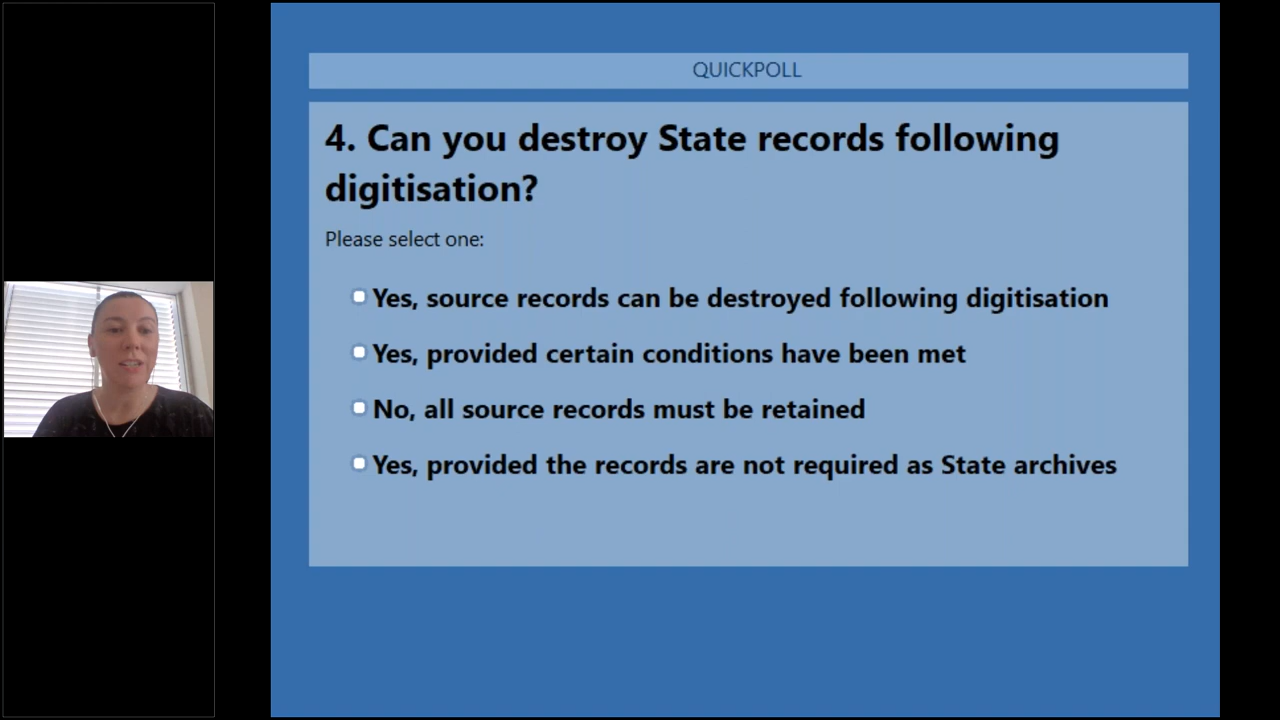 QUICKPOLL
4. Can you destroy State records following
digitisation?
Please select one:
Yes, source records can be destroyed following digitisation
Yes, provided certain conditions have been met
No, all source records must be retained
Yes, provided the records are not required as State archives